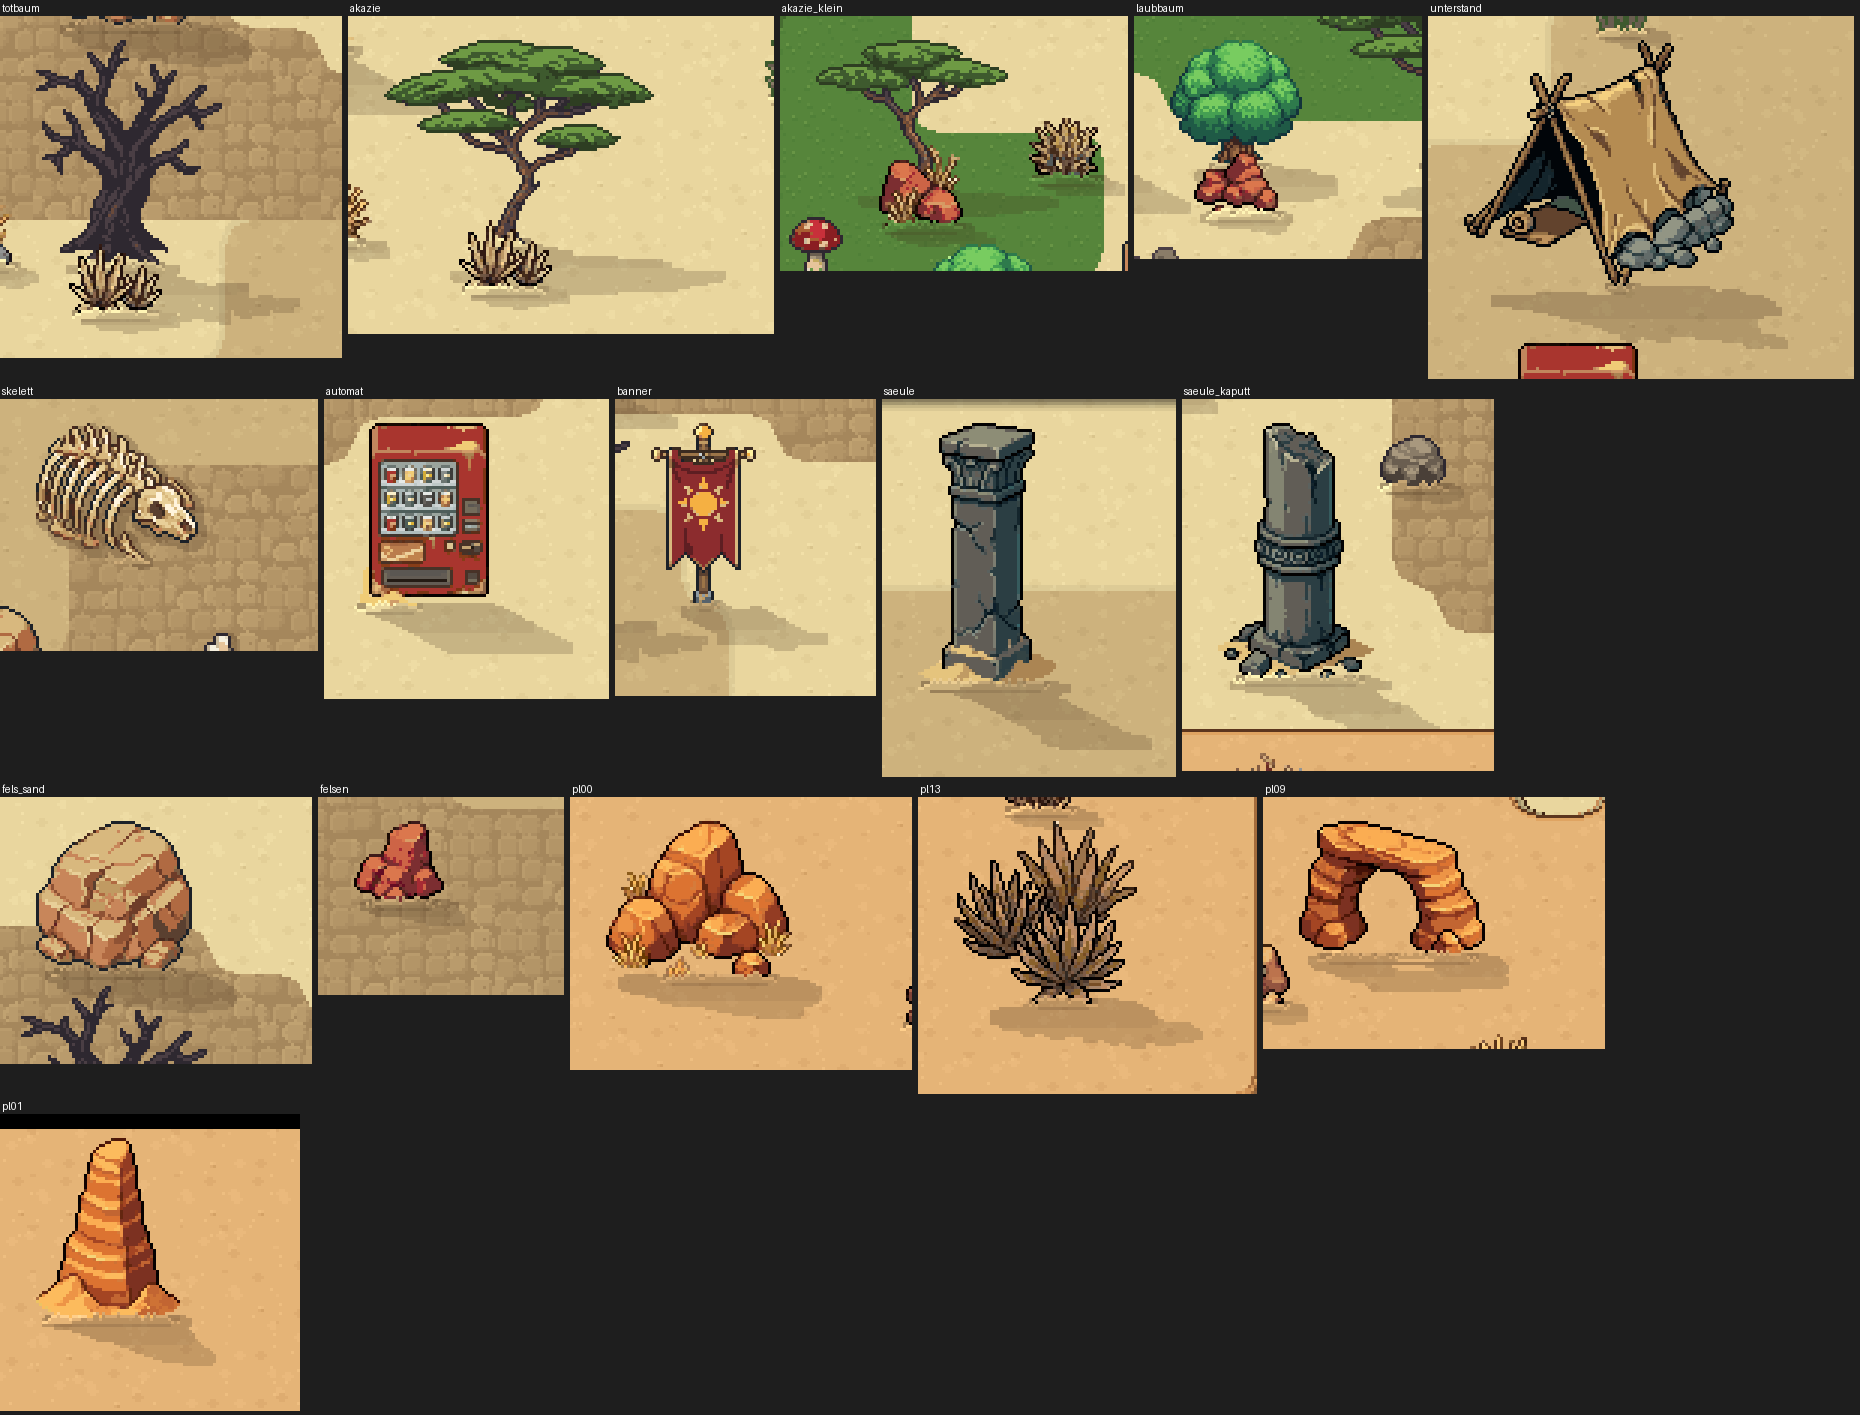 totbaum
akazie
akazie_klein
laubbaum
unterstand
skelett
automat
banner
saeule
saeule_kaputt
fels_sand
felsen
pl00
pl13
pl09
pl01